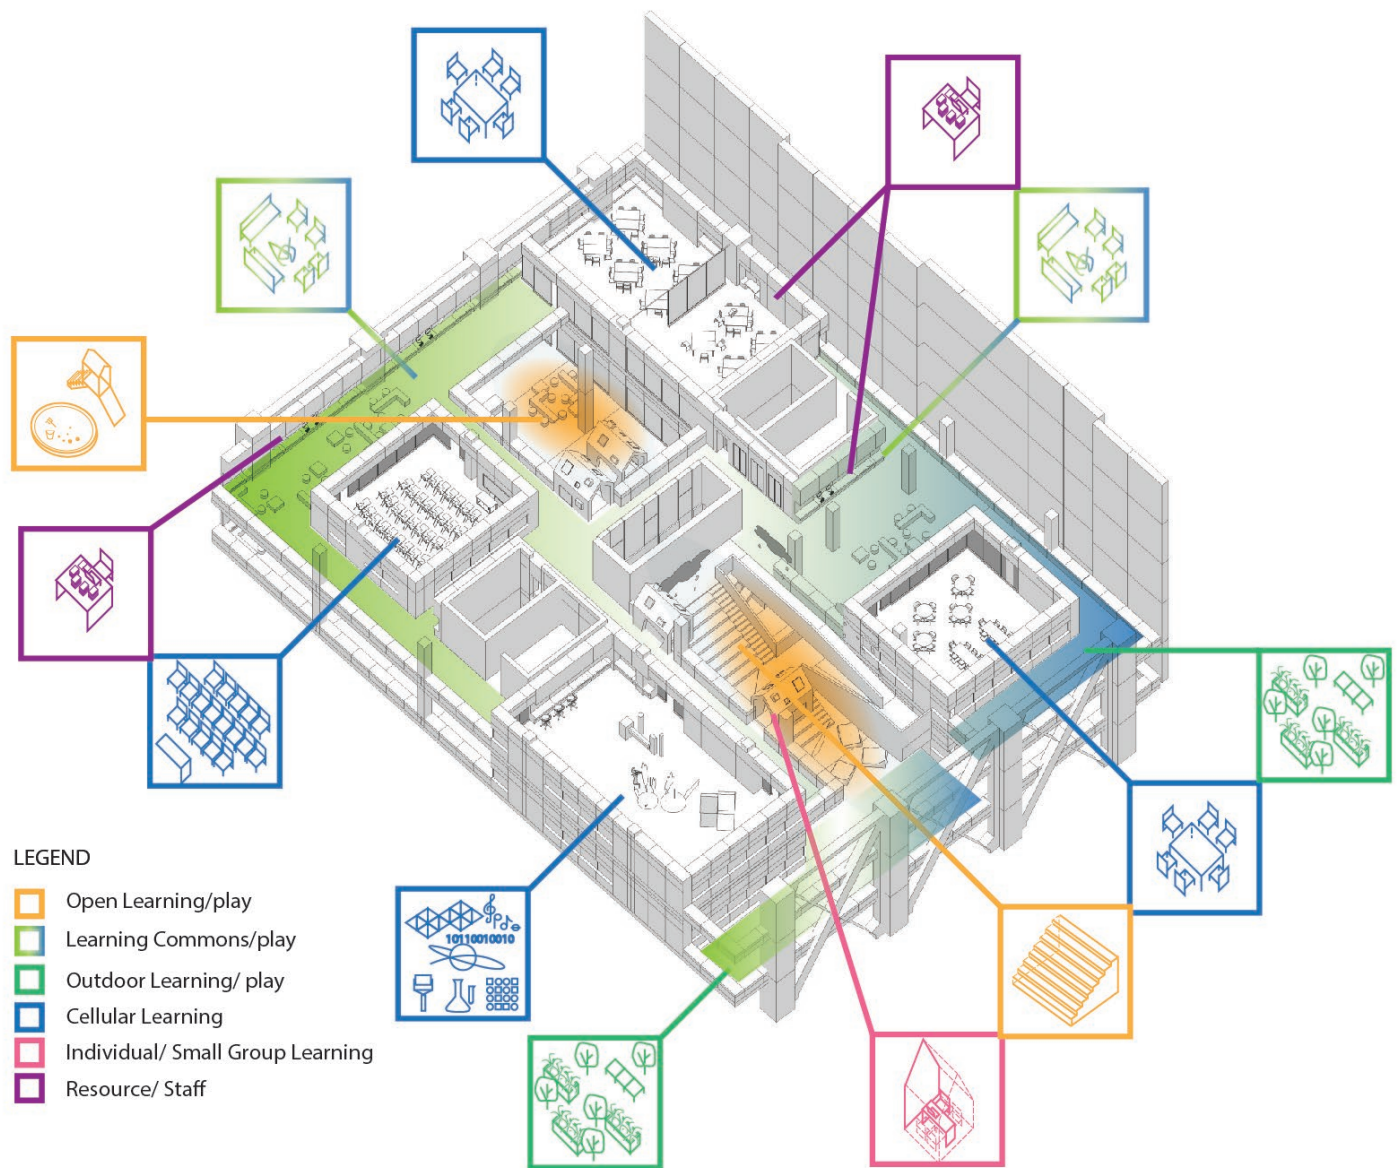 10110010010
LEGEND
Open Learning/play
Learning Commons/play
Outdoor Learning/ play
Cellular Learning
Individual/ Small Group Learning
Resource/ Staff